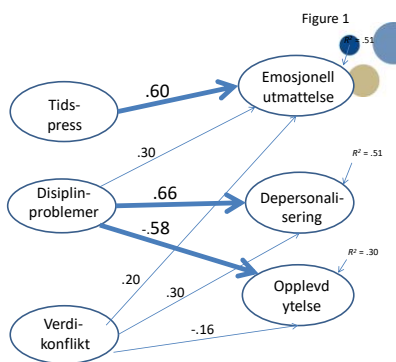 Figure 1
R² = .51
Emosjonell
utmattelse
.60
Tids-
press
.30
R² = .51
Disiplin-
problemer
.66
Depersonali-
sering
-.58
R² = .30
.20
.30
Opplevd
ytelse
Verdi-
konflikt
-.16